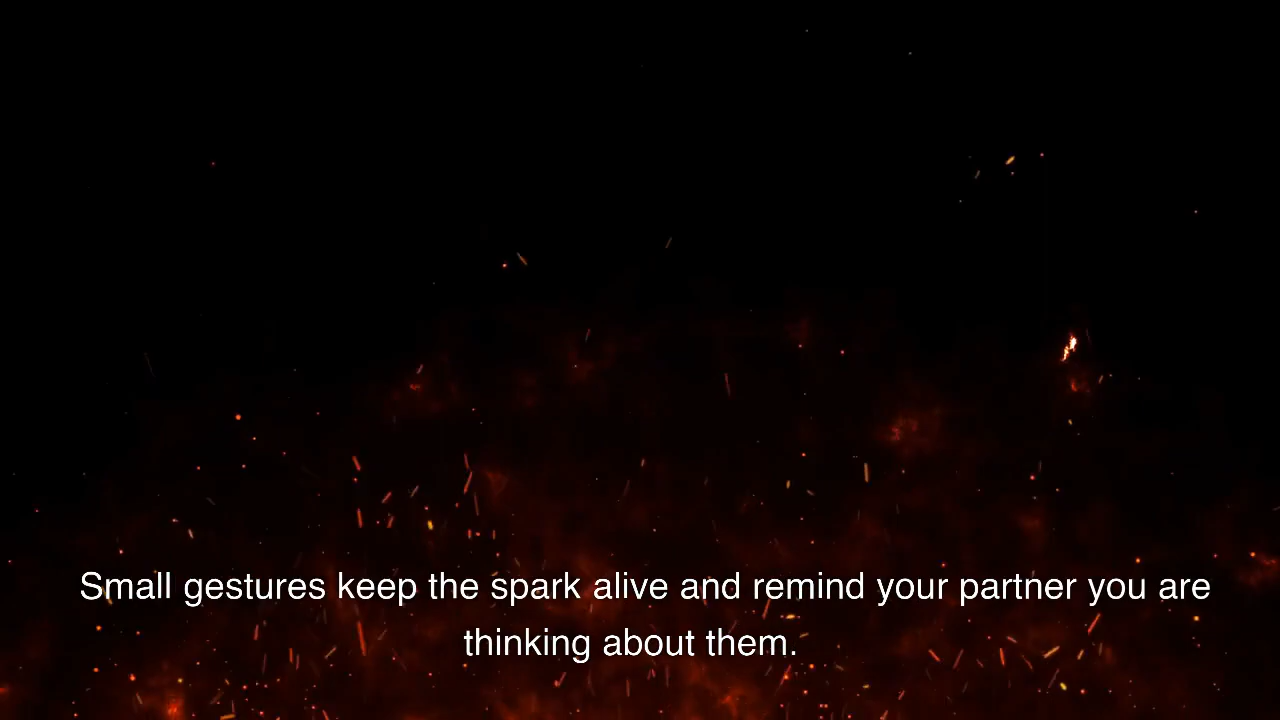 Small gestures keep the spark alive and remind your partner you are
thinking about them.